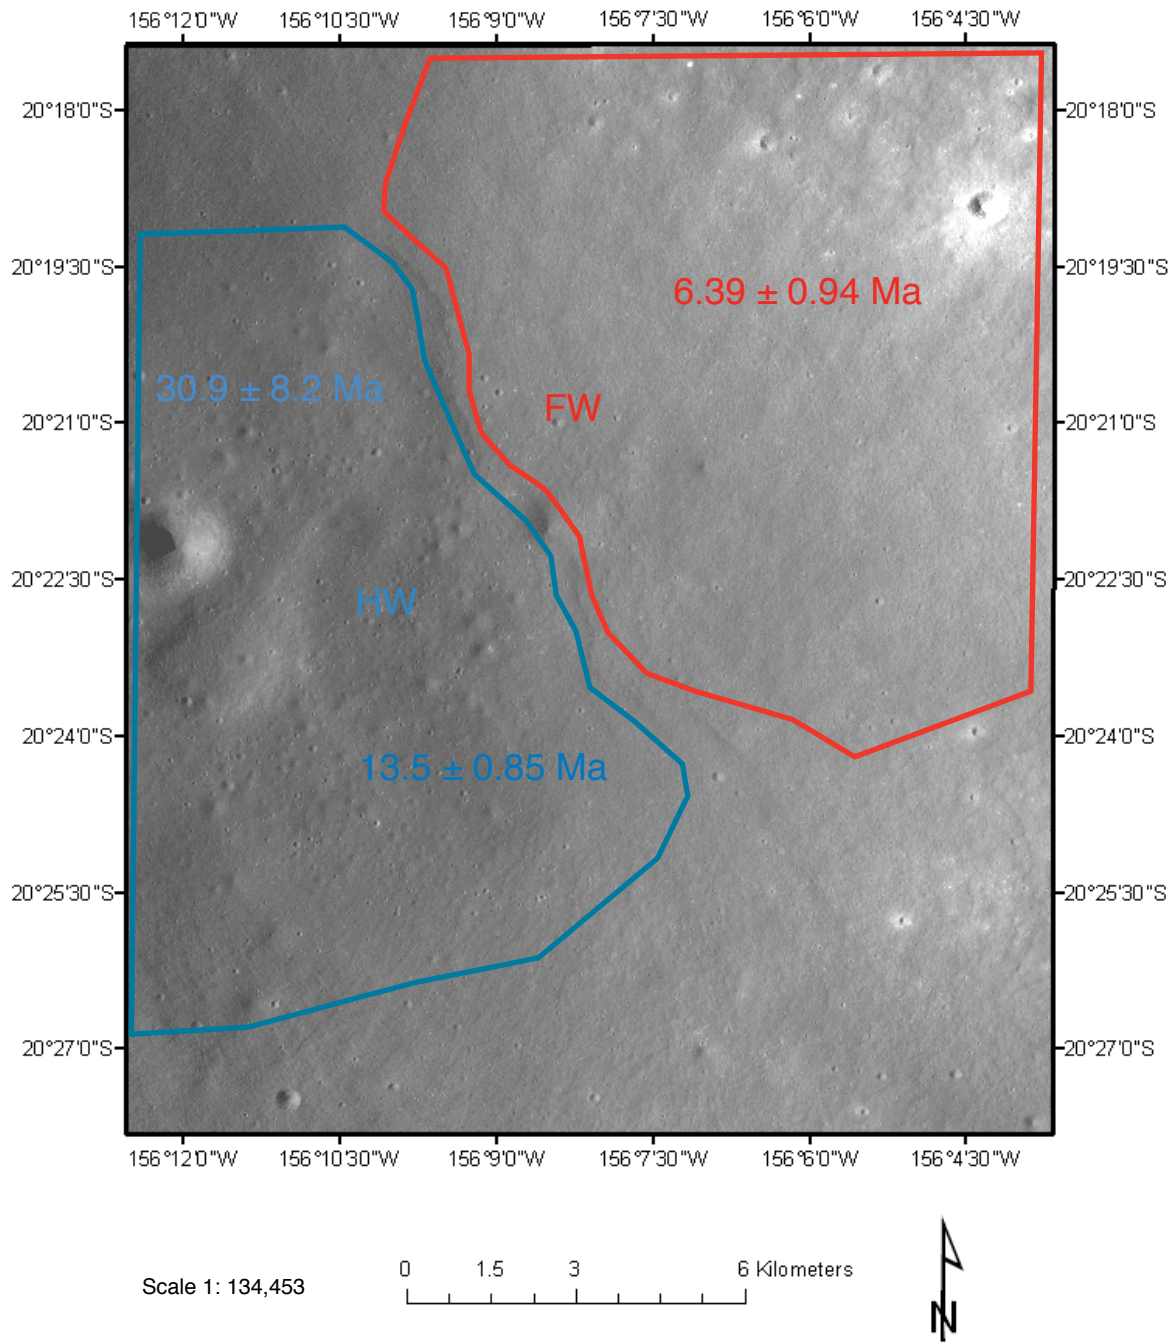 156°12'0"W 156°10'30"W 156°9'0"W 156°7'30"W 156°6'0"W 156°4'30"W
20°18'0"S 20°18'0"S
20°19'30"S 20°19'30"S
6.39 ± 0.94 Ma
30.9 ± 8.2 Ma
FW
20°21'0"S 20°21'0"S
20°22'30"S 20°22'30"S
HW
20°24'0"S 20°24'0"S
13.5 ± 0.85 Ma
20°25'30"S 20°25'30"S
20°27'0"S 20°27'0"S
156°12'0"W 156°10'30"W 156°9'0"W 156°7'30"W 156°6'0"W 156°4'30"W
0 1.5 3 6 Kilometers
Scale 1: 134,453
N